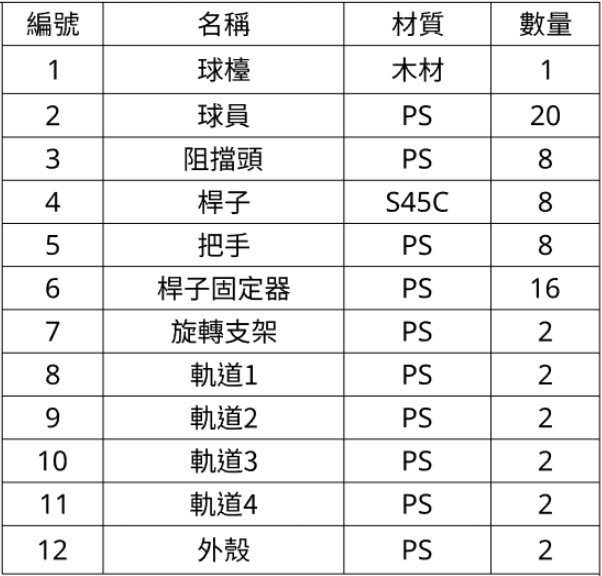 編號 名稱 材質 數量
1 球檯 木材 1
2 球員 PS 20
3 阻擋頭 PS 8
4 桿子 S45C 8
5 把手 PS 8
6 桿子固定器 PS 16
7 旋轉支架 PS 2
8 軌道1 PS 2
9 軌道2 PS 2
10 軌道3 PS 2
11 軌道4 PS 2
12 外殼 PS 2